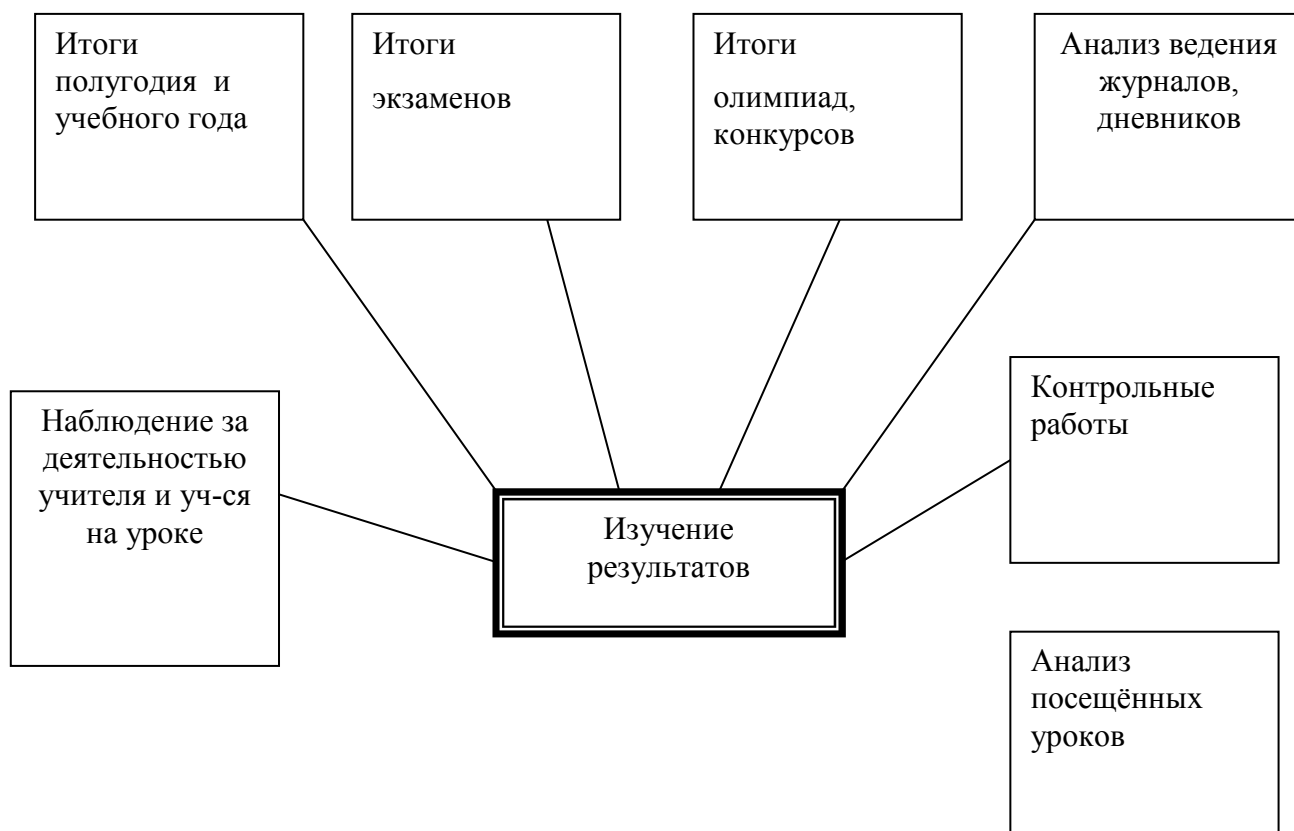 Итоги
полугодия и
учебного года
Итоги
экзаменов
Итоги
олимпиад,
конкурсов
Анализ ведения
журналов,
дневников
Наблюдение за
деятельностью
учителя и уч-ся
на уроке
Изучение
результатов
Контрольные
работы
Анализ
посещённых
уроков